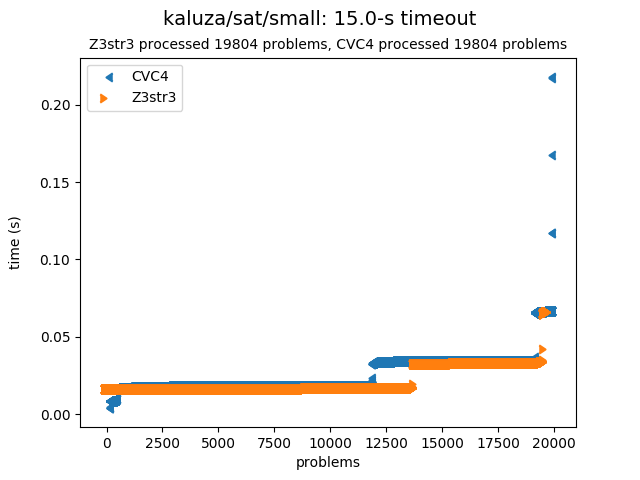 kaluza/sat/small: 15.0-s timeout
Z3str3 processed 19804 problems, CVC4 processed 19804 problems
CVC4
Z3str3
0.20
0.15
0.10
0.05
0.00
time (s)
0 2500 5000 7500 10000 12500 15000 17500 20000
problems